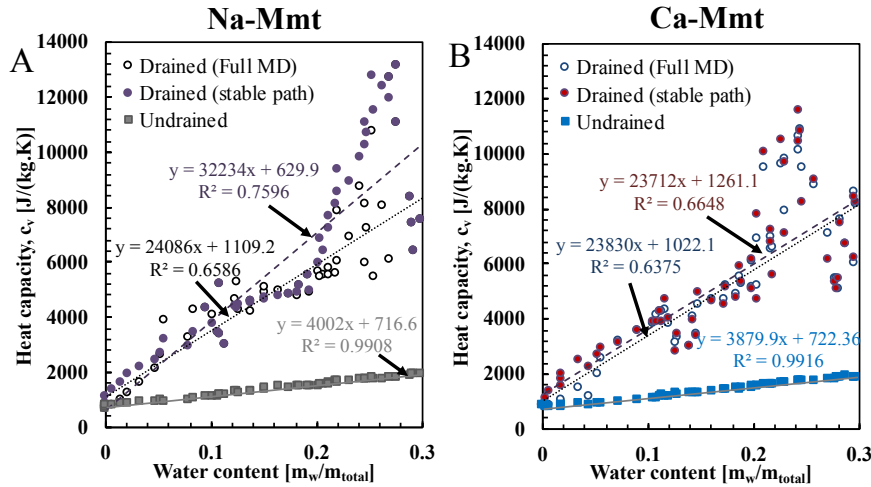 Na-Mmt
A
Heat capacity, cᵥ [J/(kg.K)]
14000
12000
10000
8000
6000
4000
2000
0
Drained (Full MD)
Drained (stable path)
Undrained
y = 32234x + 629.9
R² = 0.7596
y = 24086x + 1109.2
R² = 0.6586
y = 4002x + 716.6
R² = 0.9908
0 0.1 0.2 0.3
Water content [m_w/m_total]
Ca-Mmt
B
Heat capacity, cᵥ [J/(kg.K)]
14000
12000
10000
8000
6000
4000
2000
0
Drained (Full MD)
Drained (stable path)
Undrained
y = 23712x + 1261.1
R² = 0.6648
y = 23830x + 1022.1
R² = 0.6375
y = 3879.9x + 722.36
R² = 0.9916
0 0.1 0.2 0.3
Water content [m_w/m_total]